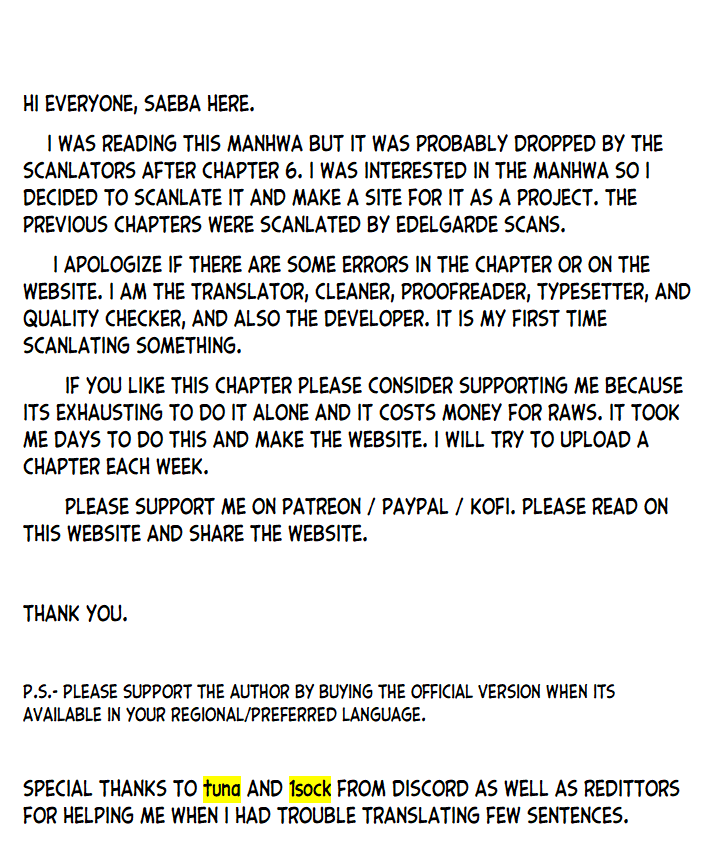 HI EVERYONE, SAEBA HERE.
I WAS READING THIS MANHWA BUT IT WAS PROBABLY DROPPED BY THE
SCANLATORS AFTER CHAPTER 6. I WAS INTERESTED IN THE MANHWA SO I
DECIDED TO SCANLATE IT AND MAKE A SITE FOR IT AS A PROJECT. THE
PREVIOUS CHAPTERS WERE SCANLATED BY EDELGARDE SCANS.
I APOLOGIZE IF THERE ARE SOME ERRORS IN THE CHAPTER OR ON THE
WEBSITE. I AM THE TRANSLATOR, CLEANER, PROOFREADER, TYPESETTER, AND
QUALITY CHECKER, AND ALSO THE DEVELOPER. IT IS MY FIRST TIME
SCANLATING SOMETHING.
IF YOU LIKE THIS CHAPTER PLEASE CONSIDER SUPPORTING ME BECAUSE
ITS EXHAUSTING TO DO IT ALONE AND IT COSTS MONEY FOR RAWS. IT TOOK
ME DAYS TO DO THIS AND MAKE THE WEBSITE. I WILL TRY TO UPLOAD A
CHAPTER EACH WEEK.
PLEASE SUPPORT ME ON PATREON / PAYPAL / KOFI. PLEASE READ ON
THIS WEBSITE AND SHARE THE WEBSITE.
THANK YOU.
P.S.- PLEASE SUPPORT THE AUTHOR BY BUYING THE OFFICIAL VERSION WHEN ITS
AVAILABLE IN YOUR REGIONAL/PREFERRED LANGUAGE.
SPECIAL THANKS TO tuna AND 1sock FROM DISCORD AS WELL AS REDITTORS
FOR HELPING ME WHEN I HAD TROUBLE TRANSLATING FEW SENTENCES.